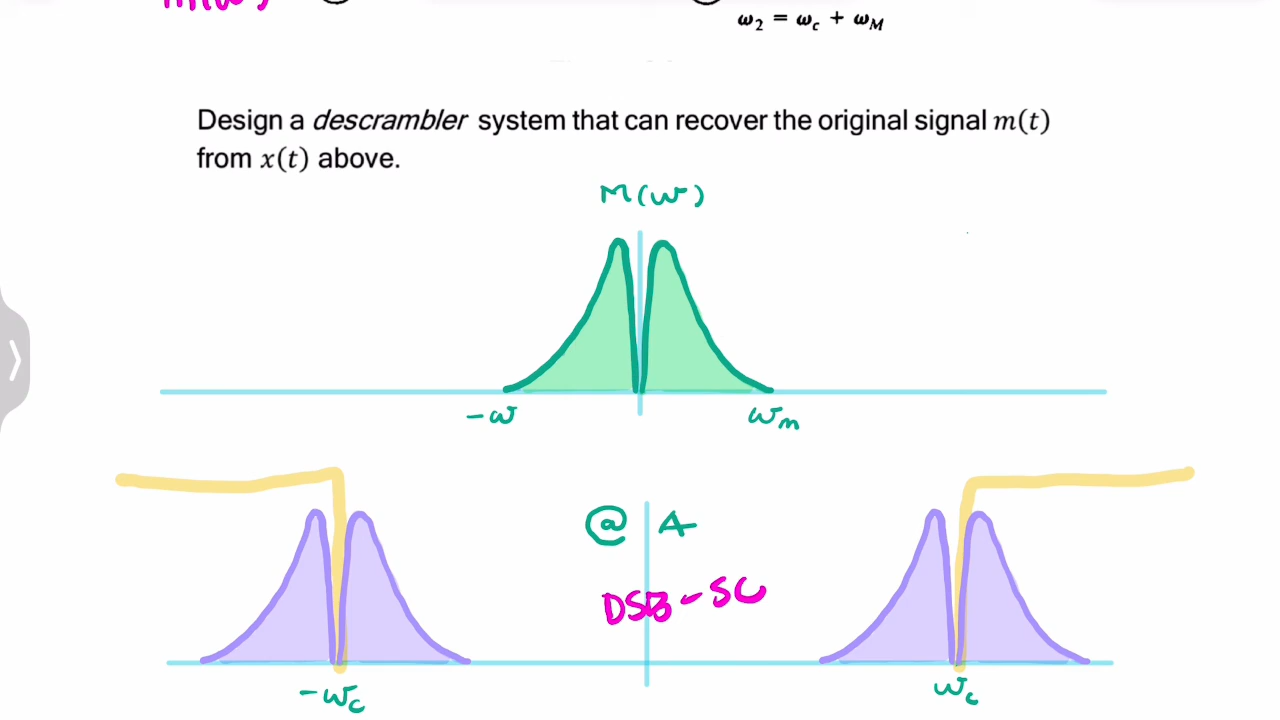 ω₂ = ω_c + ω_M
Design a descrambler system that can recover the original signal m(t)
from x(t) above.
M(ω)
-ω ω_m
@ A
DSB-SC
-ω_c ω_c